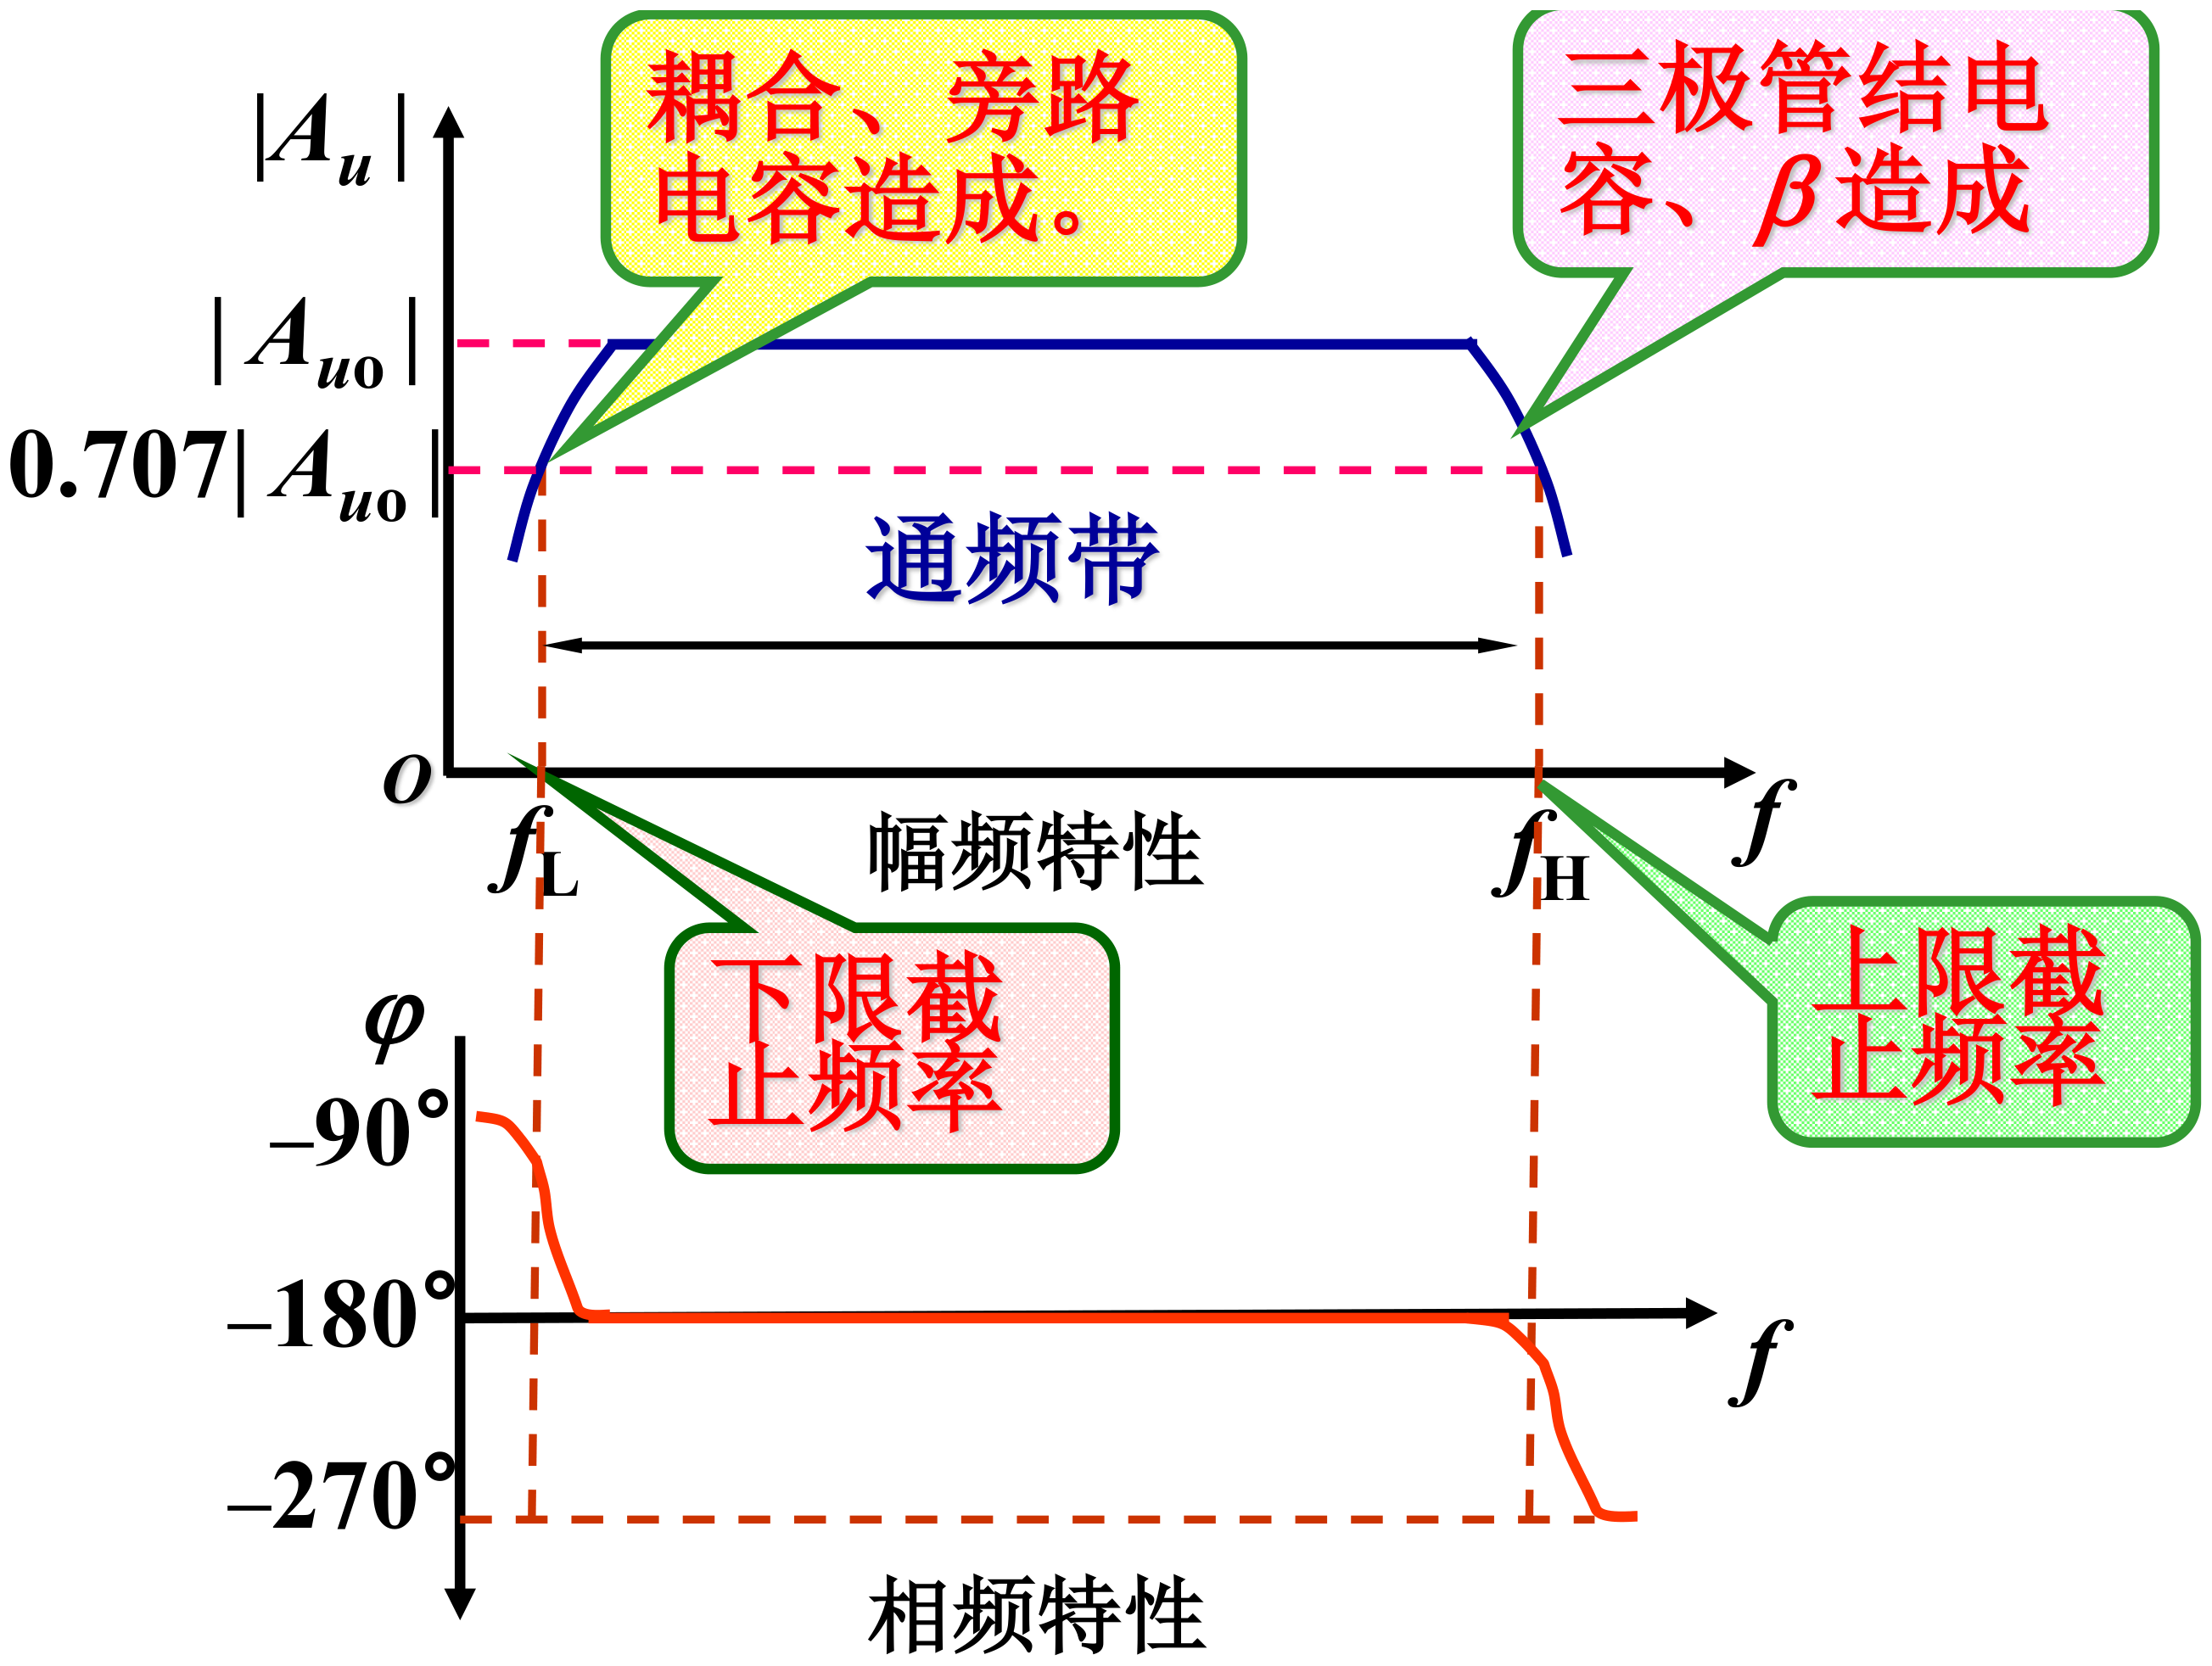 耦合、旁路
电容造成。
三极管结电
容、β造成
|Au|
|Auo|
0.707|Auo|
通频带
O
fL
幅频特性
fH
f
下限截
止频率
上限截
止频率
φ
–90°
–180°
f
–270°
相频特性